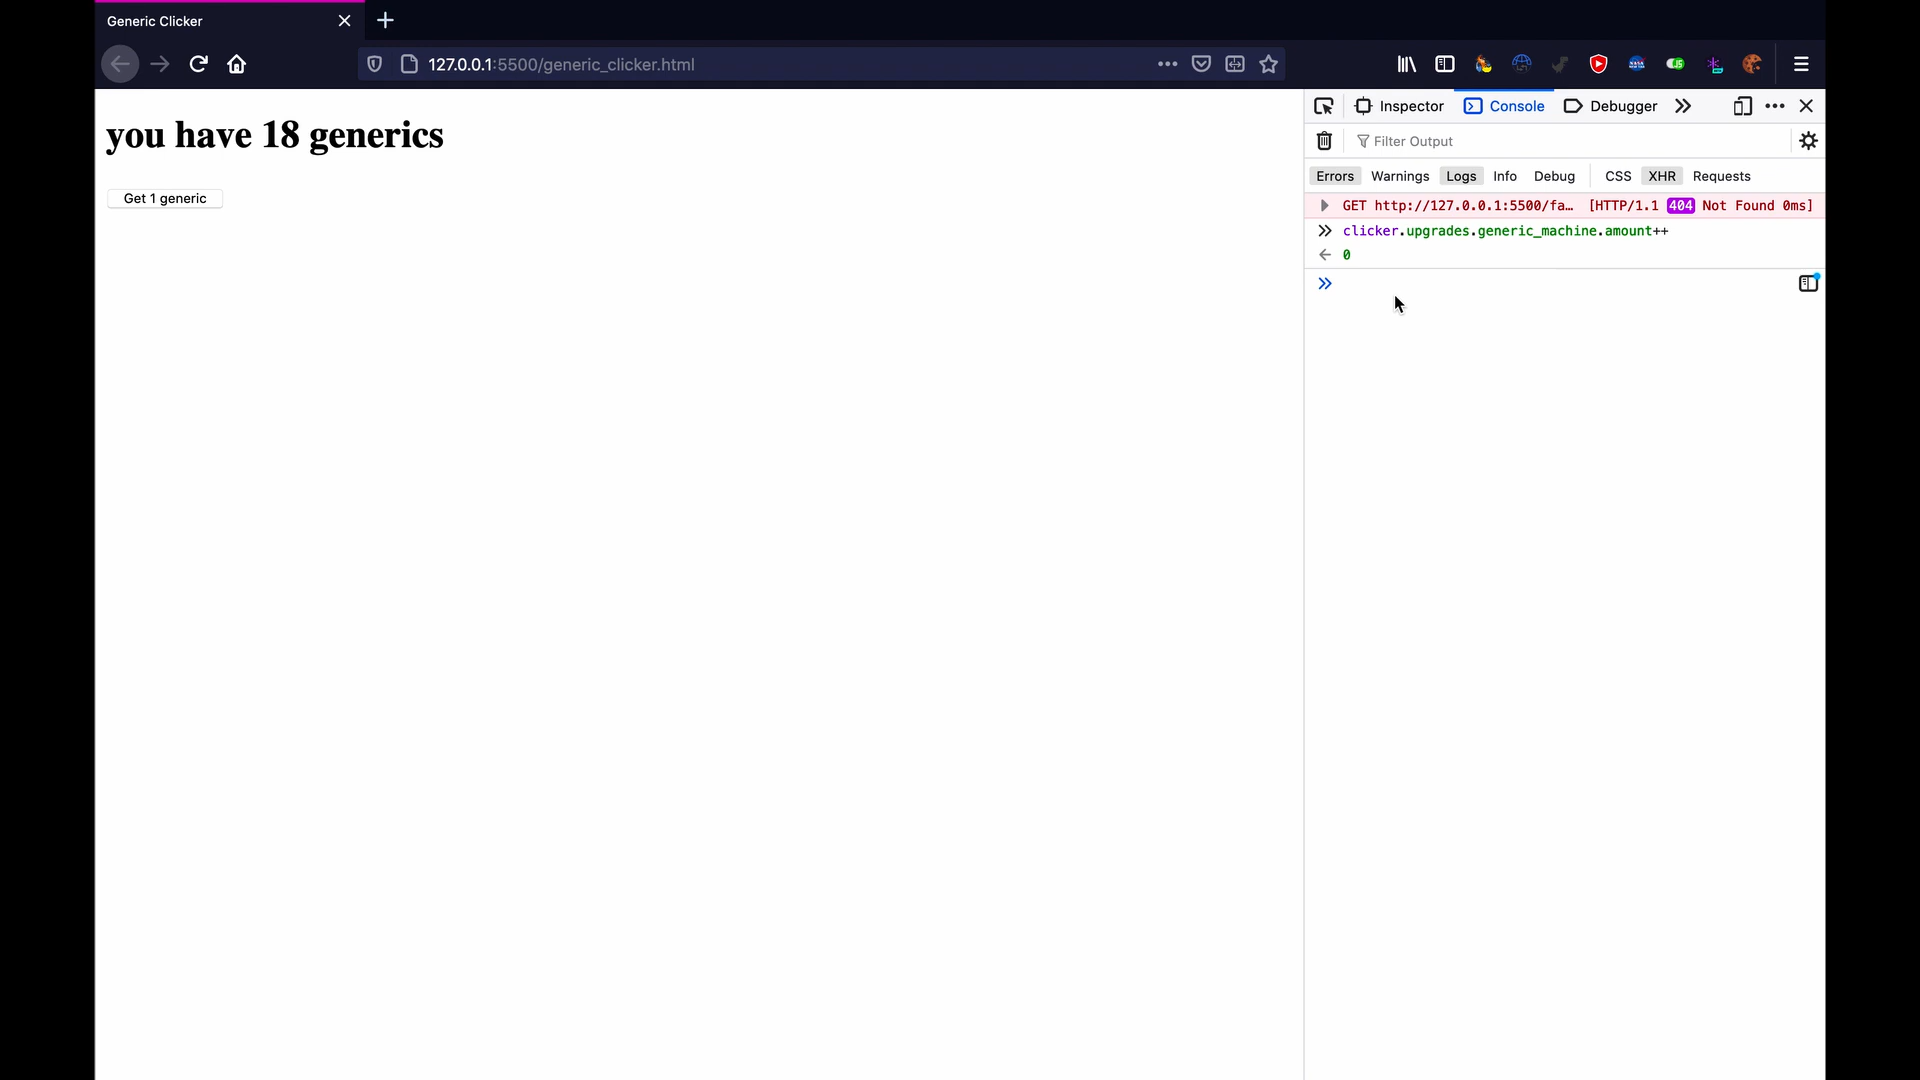 Generic Clicker
127.0.0.1:5500/generic_clicker.html
you have 18 generics
Get 1 generic
Inspector Console Debugger
Filter Output
Errors Warnings Logs Info Debug CSS XHR Requests
GET http://127.0.0.1:5500/fa… [HTTP/1.1 404 Not Found 0ms]
clicker.upgrades.generic_machine.amount++
0